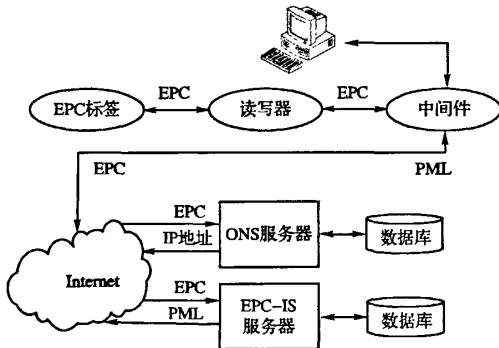 EPC
EPC
EPC标签
读写器
中间件
EPC
PML
EPC
IP地址
ONS服务器
数据库
Internet
EPC
PML
EPC-IS
服务器
数据库